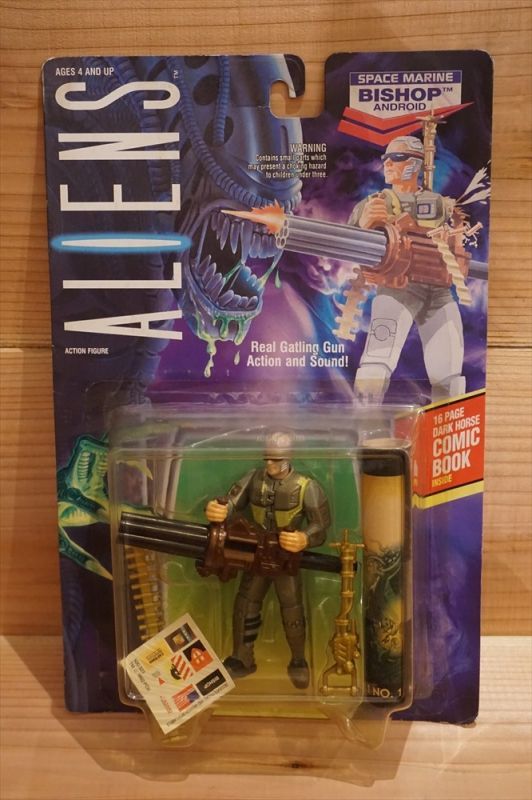 AGES 4 AND UP
ALIENS™
ACTION FIGURE
SPACE MARINE
BISHOP™
ANDROID
WARNING
Contains small parts which
may present a choking hazard
to children under three.
Real Gatling Gun
Action and Sound!
16 PAGE
DARK HORSE
COMIC
BOOK
INSIDE
BISHOP
NO. 1